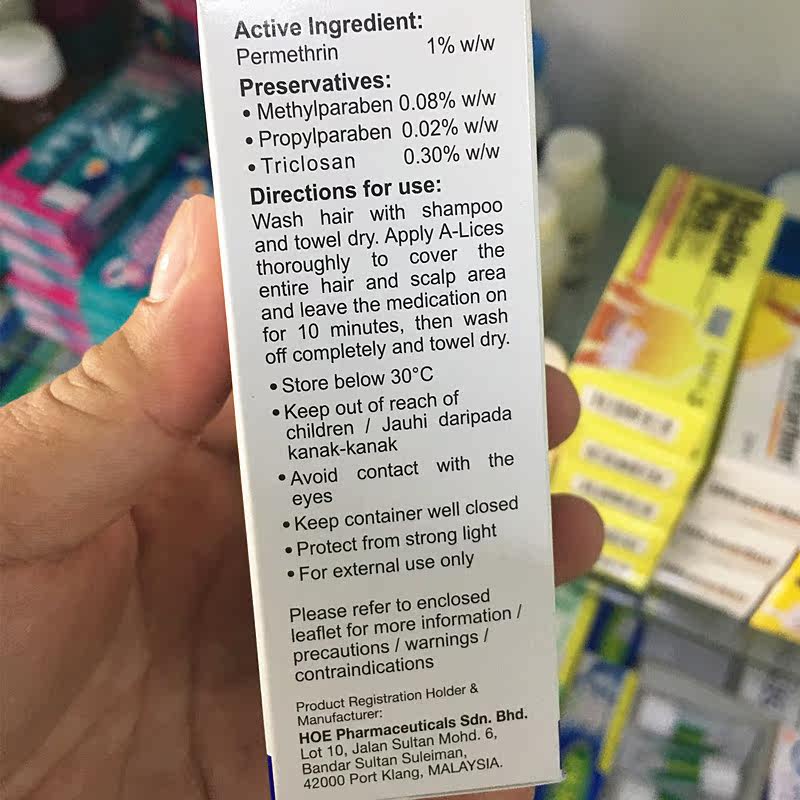 Active Ingredient:
Permethrin 1% w/w
Preservatives:
• Methylparaben 0.08% w/w
• Propylparaben 0.02% w/w
• Triclosan 0.30% w/w
Directions for use:
Wash hair with shampoo
and towel dry. Apply A-Lices
thoroughly to cover the
entire hair and scalp area
and leave the medication on
for 10 minutes, then wash
off completely and towel dry.
• Store below 30°C
• Keep out of reach of
children / Jauhi daripada
kanak-kanak
• Avoid contact with the
eyes
• Keep container well closed
• Protect from strong light
• For external use only
Please refer to enclosed
leaflet for more information /
precautions / warnings /
contraindications
Product Registration Holder &
Manufacturer:
HOE Pharmaceuticals Sdn. Bhd.
Lot 10, Jalan Sultan Mohd. 6,
Bandar Sultan Suleiman,
42000 Port Klang, MALAYSIA.